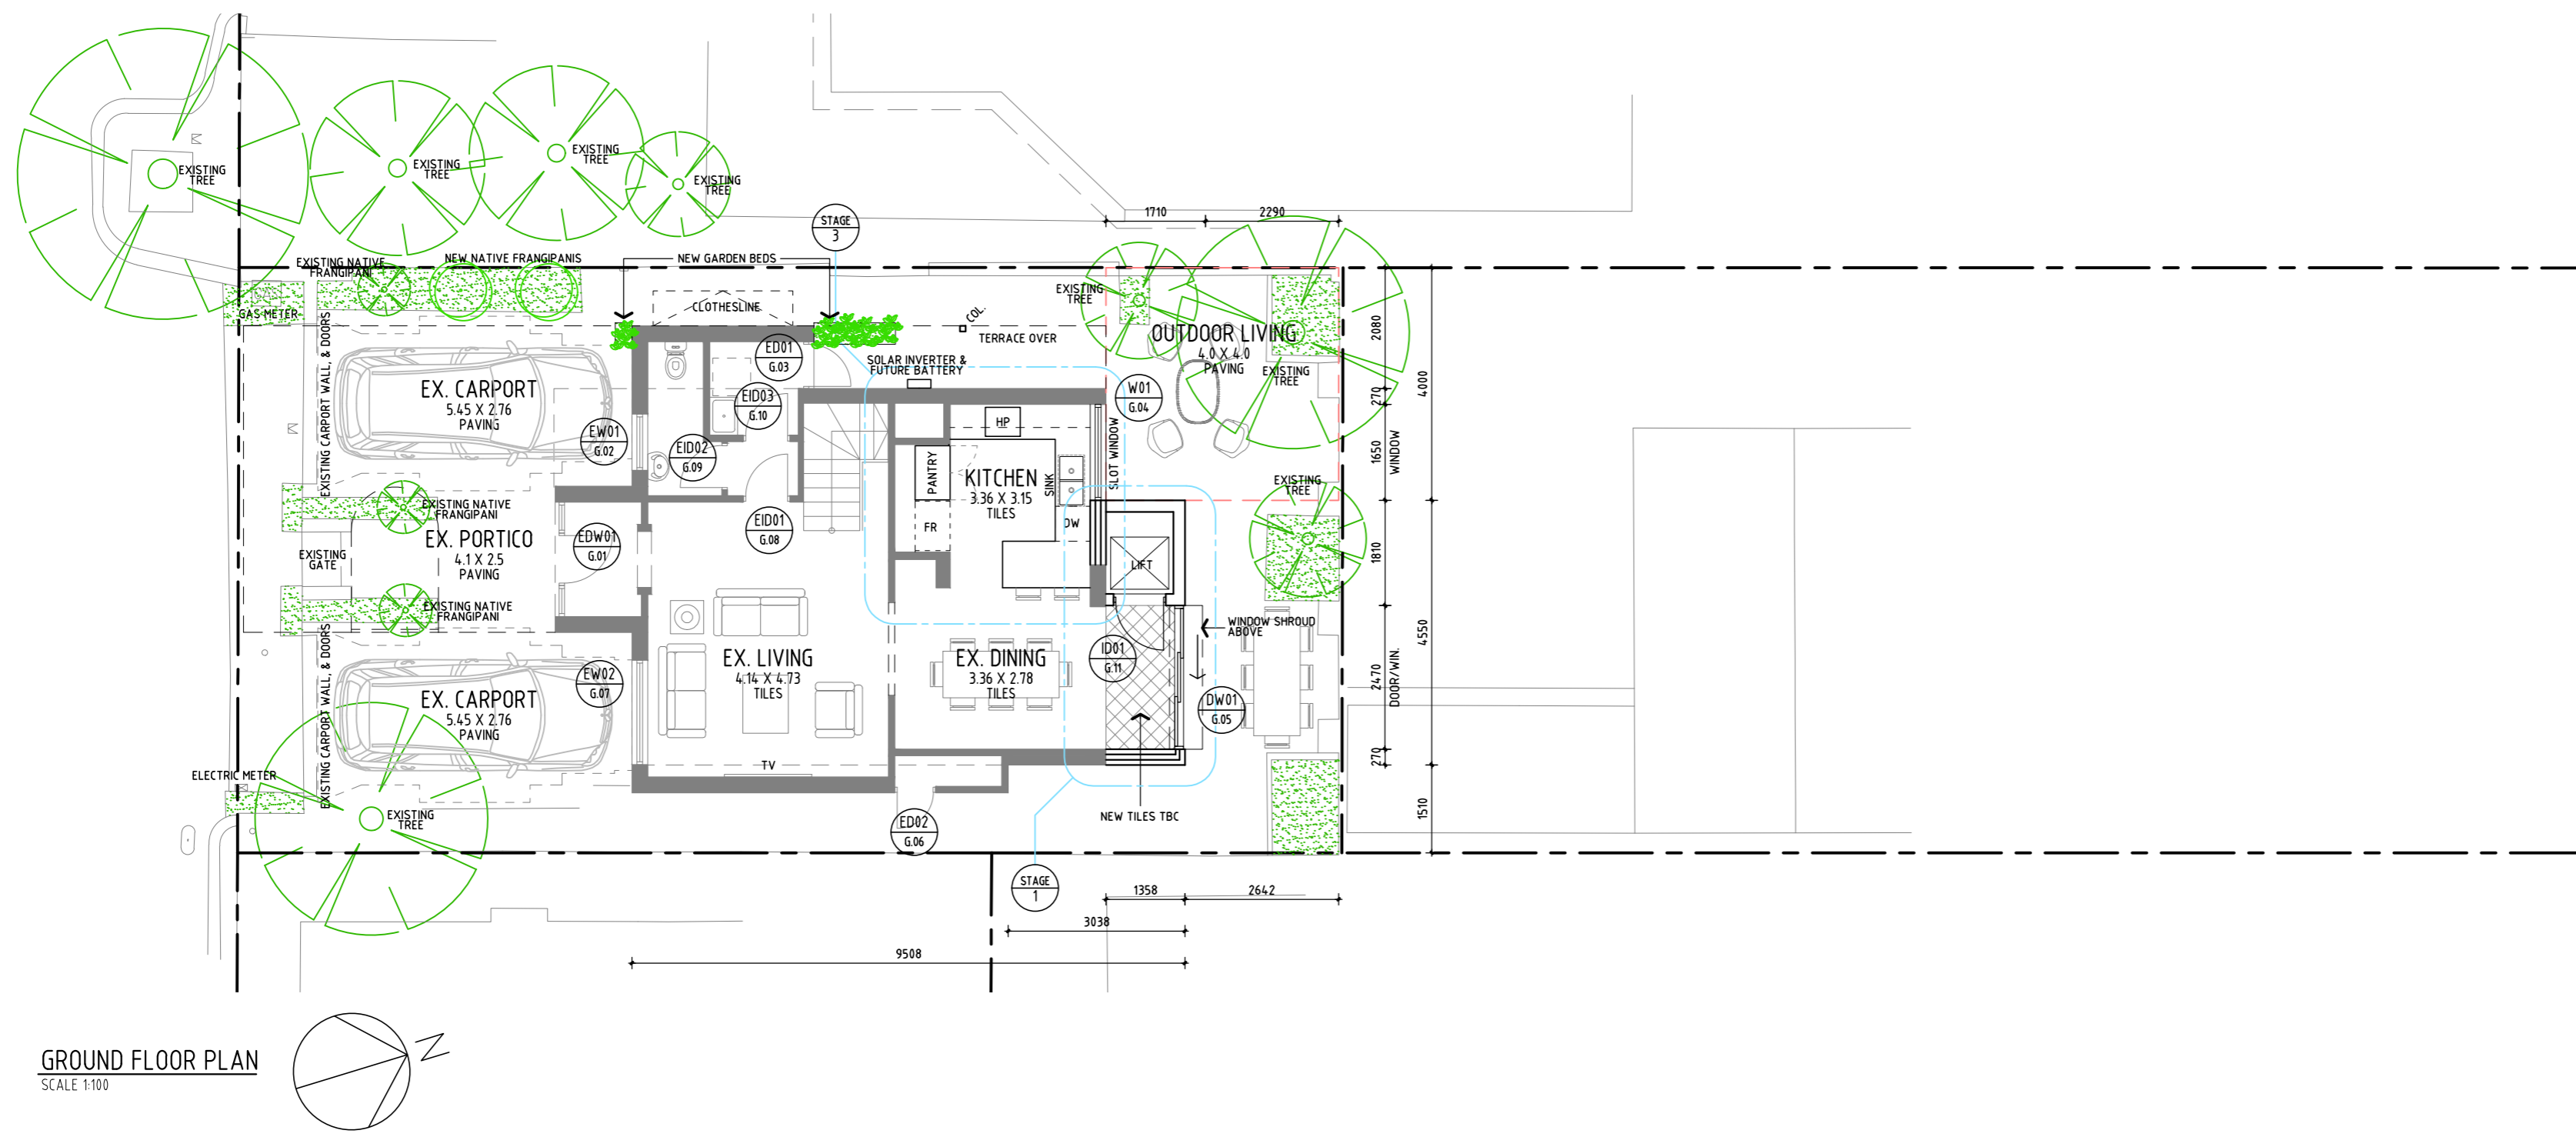 1710
2290
EXISTING
TREE
EXISTING
TREE
EXISTING
TREE
EXISTING
TREE
STAGE
3
EXISTING NATIVE
FRANGIPANI
NEW NATIVE FRANGIPANIS
NEW GARDEN BEDS
GAS METER
CLOTHESLINE
COL.
TERRACE OVER
EXISTING
TREE
OUTDOOR LIVING
4.0 X 4.0
PAVING
EXISTING
TREE
2080
270
4000
1650
WINDOW
EXISTING CARPORT WALL, & DOORS
EX. CARPORT
5.45 X 2.76
PAVING
ED01
G.03
SOLAR INVERTER &
FUTURE BATTERY
EID03
G.10
W01
G.04
EW01
G.02
EID02
G.09
HP
SLOT WINDOW
PANTRY
KITCHEN
3.36 X 3.15
TILES
SINK
EXISTING
TREE
EXISTING NATIVE
FRANGIPANI
FR
DW
EID01
G.08
EX. PORTICO
4.1 X 2.5
PAVING
EDW01
G.01
EXISTING
GATE
LIFT
1810
EXISTING NATIVE
FRANGIPANI
WINDOW SHROUD
ABOVE
4550
EXISTING CARPORT WALL, & DOORS
EX. CARPORT
5.45 X 2.76
PAVING
EW02
G.07
EX. LIVING
4.14 X 4.73
TILES
EX. DINING
3.36 X 2.78
TILES
ID01
G.11
DW01
G.05
2470
DOOR/WIN.
270
TV
ELECTRIC METER
EXISTING
TREE
ED02
G.06
NEW TILES TBC
1510
STAGE
1
1358
2642
3038
9508
GROUND FLOOR PLAN
SCALE 1:100
N